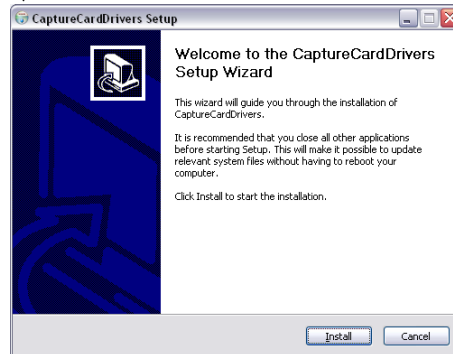 CaptureCardDrivers Setup
Welcome to the CaptureCardDrivers
Setup Wizard
This wizard will guide you through the installation of
CaptureCardDrivers.
It is recommended that you close all other applications
before starting Setup. This will make it possible to update
relevant system files without having to reboot your
computer.
Click Install to start the installation.
Install
Cancel